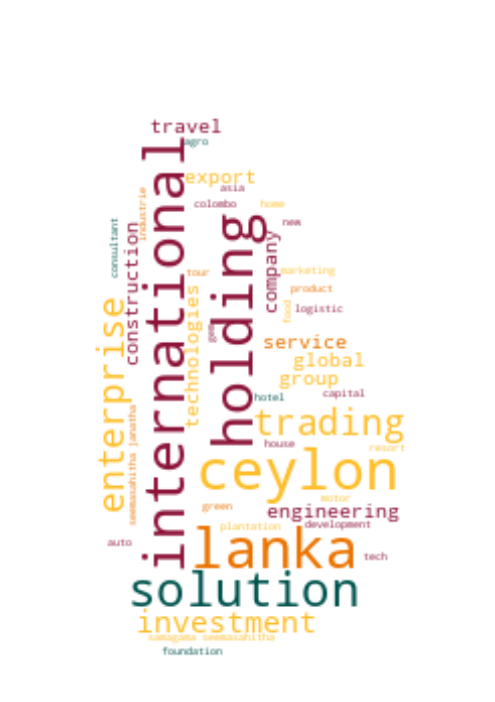 travel
agro
international
export
asia
industrie
colombo
home
holding
new
consultant
construction
company
tour
marketing
technologies
product
food
logistic
enterprise
gem
service
global
group
capital
hotel
seemasahitha janatha
trading
house
resort
ceylon
motor
green
engineering
plantation
development
lanka
auto
tech
solution
investment
samagama seemasahitha
foundation